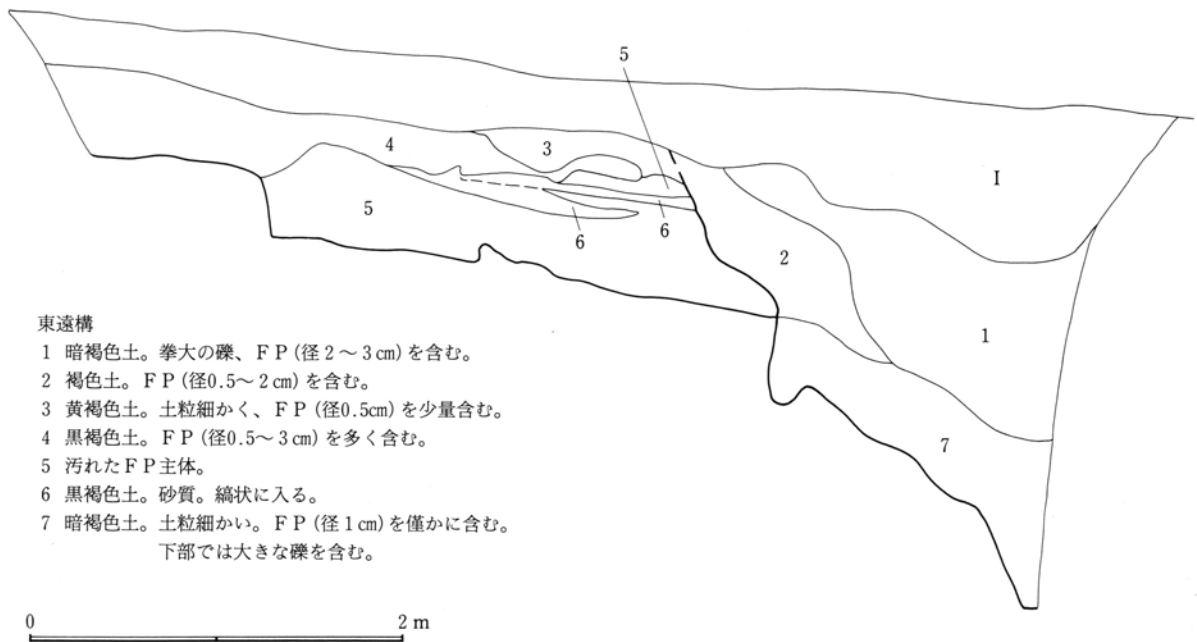 5
4
3
I
5
6
6
2
1
7
東遠構
1 暗褐色土。拳大の礫、ＦＰ(径２～３㎝)を含む。
2 褐色土。ＦＰ(径0.5～２㎝)を含む。
3 黄褐色土。土粒細かく、ＦＰ(径0.5㎝)を少量含む。
4 黒褐色土。ＦＰ(径0.5～３㎝)を多く含む。
5 汚れたＦＰ主体。
6 黒褐色土。砂質。縞状に入る。
7 暗褐色土。土粒細かい。ＦＰ(径１㎝)を僅かに含む。
下部では大きな礫を含む。
0 2 m